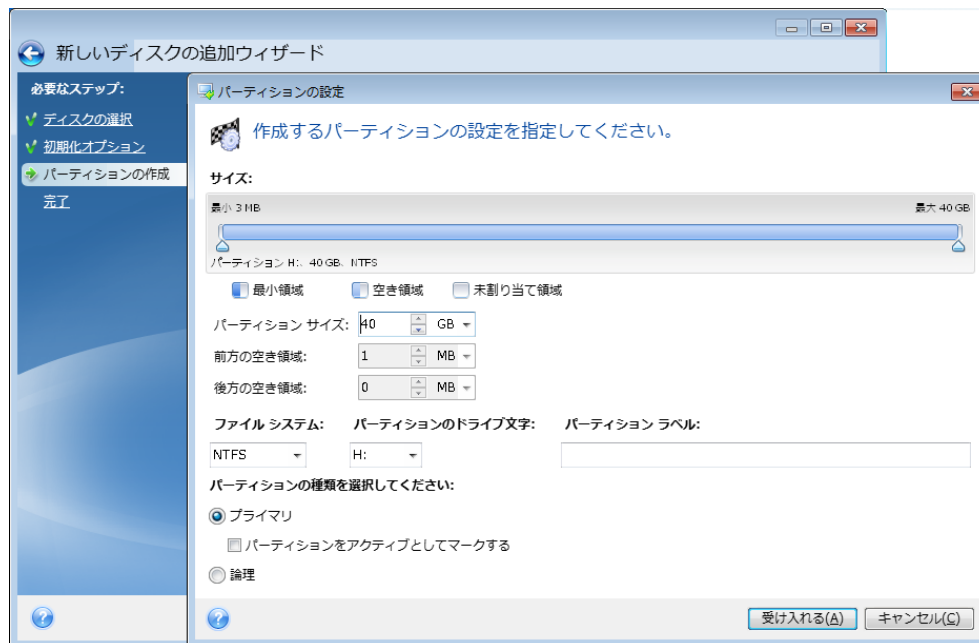 新しいディスクの追加ウィザード
必要なステップ:
ディスクの選択
初期化オプション
パーティションの作成
完了
パーティションの設定
作成するパーティションの設定を指定してください。
サイズ:
最小 3 MB 最大 40 GB
パーティション H:、40 GB、NTFS
最小領域 空き領域 未割り当て領域
パーティション サイズ: 40 GB
前方の空き領域: 1 MB
後方の空き領域: 0 MB
ファイル システム: パーティションのドライブ文字: パーティション ラベル:
NTFS H:
パーティションの種類を選択してください:
プライマリ
パーティションをアクティブとしてマークする
論理
受け入れる(A) キャンセル(C)